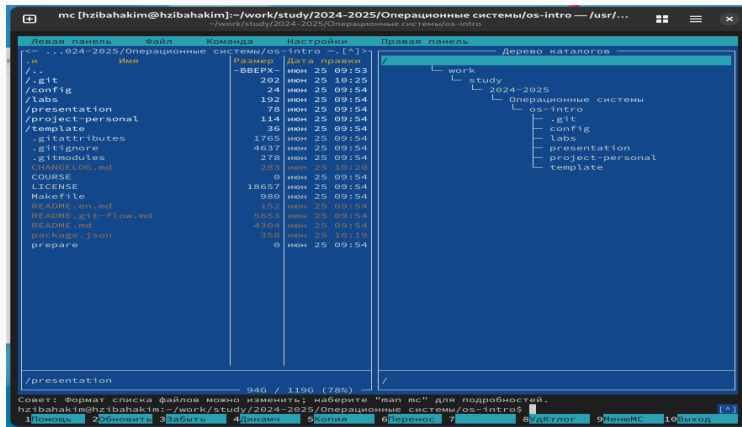 mc [hzibahakim@hzibahakim]:~/work/study/2024-2025/Операционные системы/os-intro — /usr/...
~/work/study/2024-2025/Операционные системы/os-intro
Левая панель Файл Команда Настройки Правая панель
<— ...024-2025/Операционные системы/os-intro —.[^]>
.и Имя Размер Дата правки
/.. -ВВЕРХ- июн 25 09:53
/.git 202 июн 25 10:25
/config 24 июн 25 09:54
/labs 192 июн 25 09:54
/presentation 78 июн 25 09:54
/project-personal 114 июн 25 09:54
/template 36 июн 25 09:54
.gitattributes 1765 июн 25 09:54
.gitignore 4637 июн 25 09:54
.gitmodules 278 июн 25 09:54
CHANGELOG.md 283 июн 25 10:20
COURSE 0 июн 25 09:54
LICENSE 18657 июн 25 09:54
Makefile 980 июн 25 09:54
README.en.md 152 июн 25 09:54
README.git-flow.md 5653 июн 25 09:54
README.md 4304 июн 25 09:54
package.json 358 июн 25 10:19
prepare 0 июн 25 09:54
/presentation
94G / 119G (78%)
Дерево каталогов
/
work
study
2024-2025
Операционные системы
os-intro
.git
config
labs
presentation
project-personal
template
/
Совет: Формат списка файлов можно изменить; наберите "man mc" для подробностей.
hzibahakim@hzibahakim:~/work/study/2024-2025/Операционные системы/os-intro$ [^]
1Помощь 2Обновить 3Забыть 4Динамч 5Копия 6Перенос 7 8УдКтлог 9МенюМС 10Выход